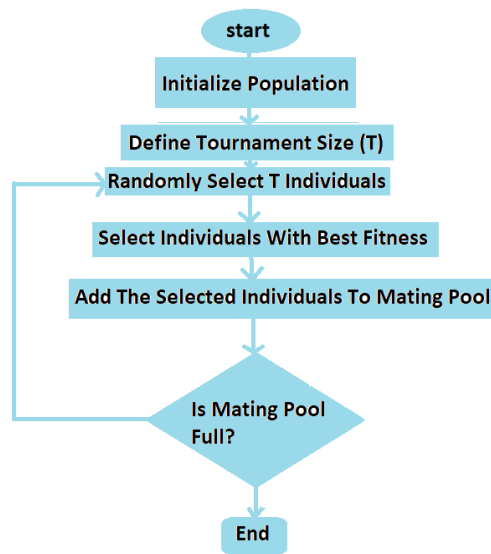 start
Initialize Population
Define Tournament Size (T)
Randomly Select T Individuals
Select Individuals With Best Fitness
Add The Selected Individuals To Mating Pool
Is Mating Pool
Full?
End